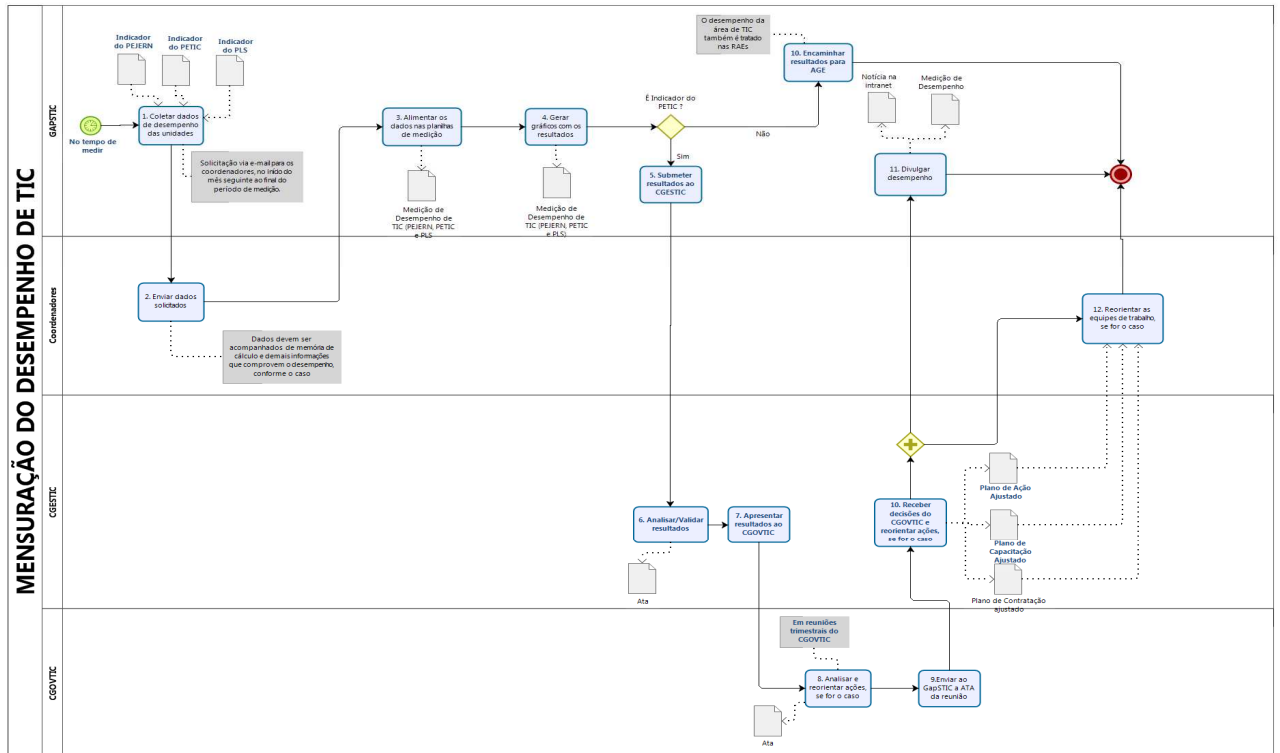 MENSURAÇÃO DO DESEMPENHO DE TIC
GAPSTIC
Indicador
do PEJERN
Indicador
do PETIC
Indicador
do PLS
No tempo de
medir
1. Coletar dados
de desempenho
das unidades
Solicitação via e-mail para os
coordenadores, no início do
mês seguinte ao final do
período de medição.
3. Alimentar os
dados nas planilhas
de medição
Medição de
Desempenho de
TIC (PEJERN, PETIC
e PLS
4. Gerar
gráficos com os
resultados
Medição de
Desempenho de
TIC (PEJERN, PETIC
e PLS)
É Indicador do
PETIC ?
Não
Sim
5. Submeter
resultados ao
CGESTIC
O desempenho da
área de TIC
também é tratado
nas RAEs
10. Encaminhar
resultados para
AGE
Notícia na
intranet
Medição de
Desempenho
11. Divulgar
desempenho
Coordenadores
2. Enviar dados
solicitados
Dados devem ser
acompanhados de memória de
cálculo e demais informações
que comprovem o desempenho,
conforme o caso
12. Reorientar as
equipes de trabalho,
se for o caso
CGESTIC
6. Analisar/Validar
resultados
Ata
7. Apresentar
resultados ao
CGOVTIC
10. Receber
decisões do
CGOVTIC e
reorientar ações,
se for o caso
Plano de Ação
Ajustado
Plano de
Capacitação
Ajustado
Plano de Contratação
ajustado
CGOVTIC
Em reuniões
trimestrais do
CGOVTIC
8. Analisar e
reorientar ações,
se for o caso
Ata
9.Enviar ao
GapSTIC a ATA
da reunião